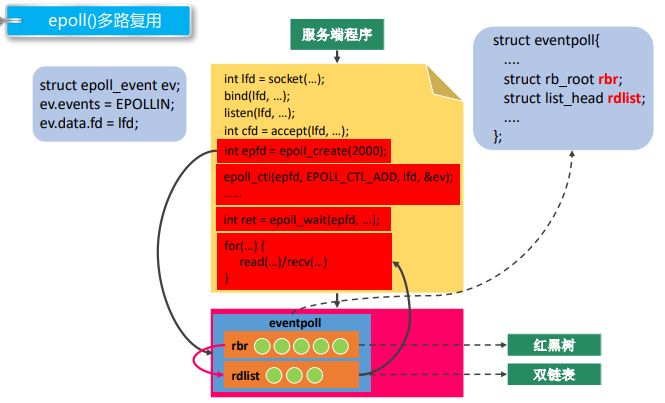 epoll()多路复用
服务端程序
struct epoll_event ev;
ev.events = EPOLLIN;
ev.data.fd = lfd;
int lfd = socket(…);
bind(lfd, …);
listen(lfd, …);
int cfd = accept(lfd, …);
int epfd = epoll_create(2000);
epoll_ctl(epfd, EPOLL_CTL_ADD, lfd, &ev);
……
int ret = epoll_wait(epfd, …);
for(…) {
read(…)/recv(…)
}
struct eventpoll{
....
struct rb_root rbr;
struct list_head rdlist;
....
};
eventpoll
rbr
rdlist
红黑树
双链表